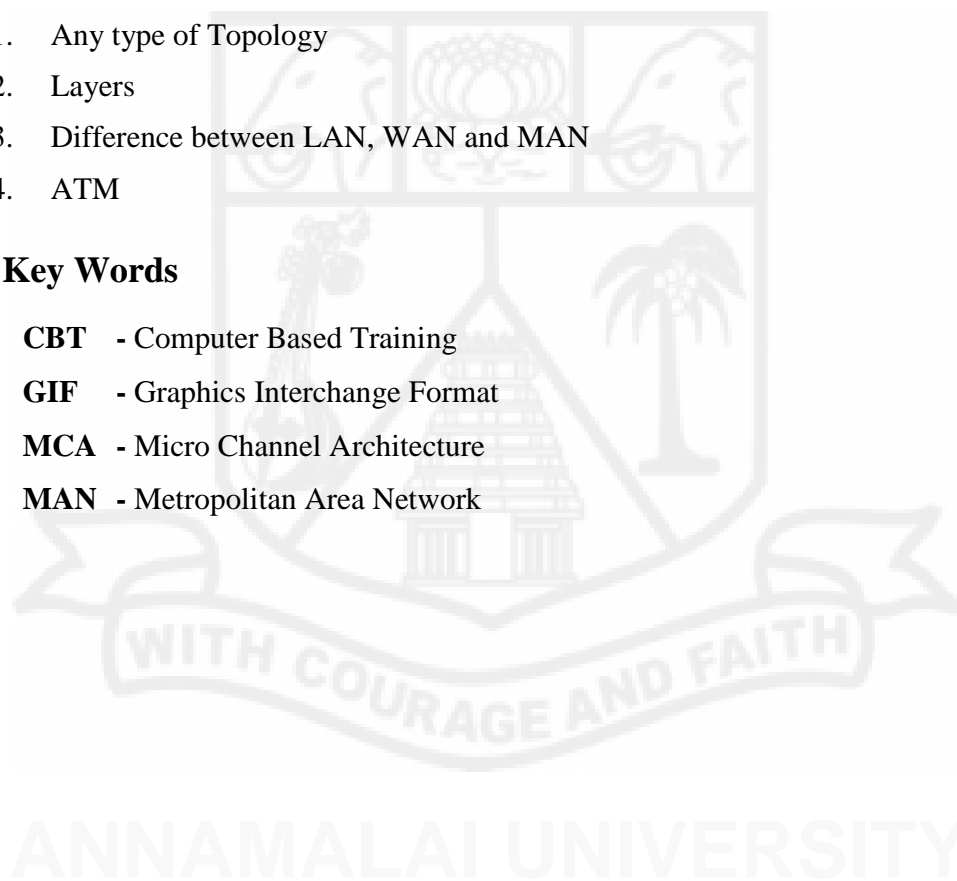 1. Any type of Topology
2. Layers
3. Difference between LAN, WAN and MAN
4. ATM
Key Words
CBT - Computer Based Training
GIF - Graphics Interchange Format
MCA - Micro Channel Architecture
MAN - Metropolitan Area Network
WITH COURAGE AND FAITH
ANNAMALAI UNIVERSITY